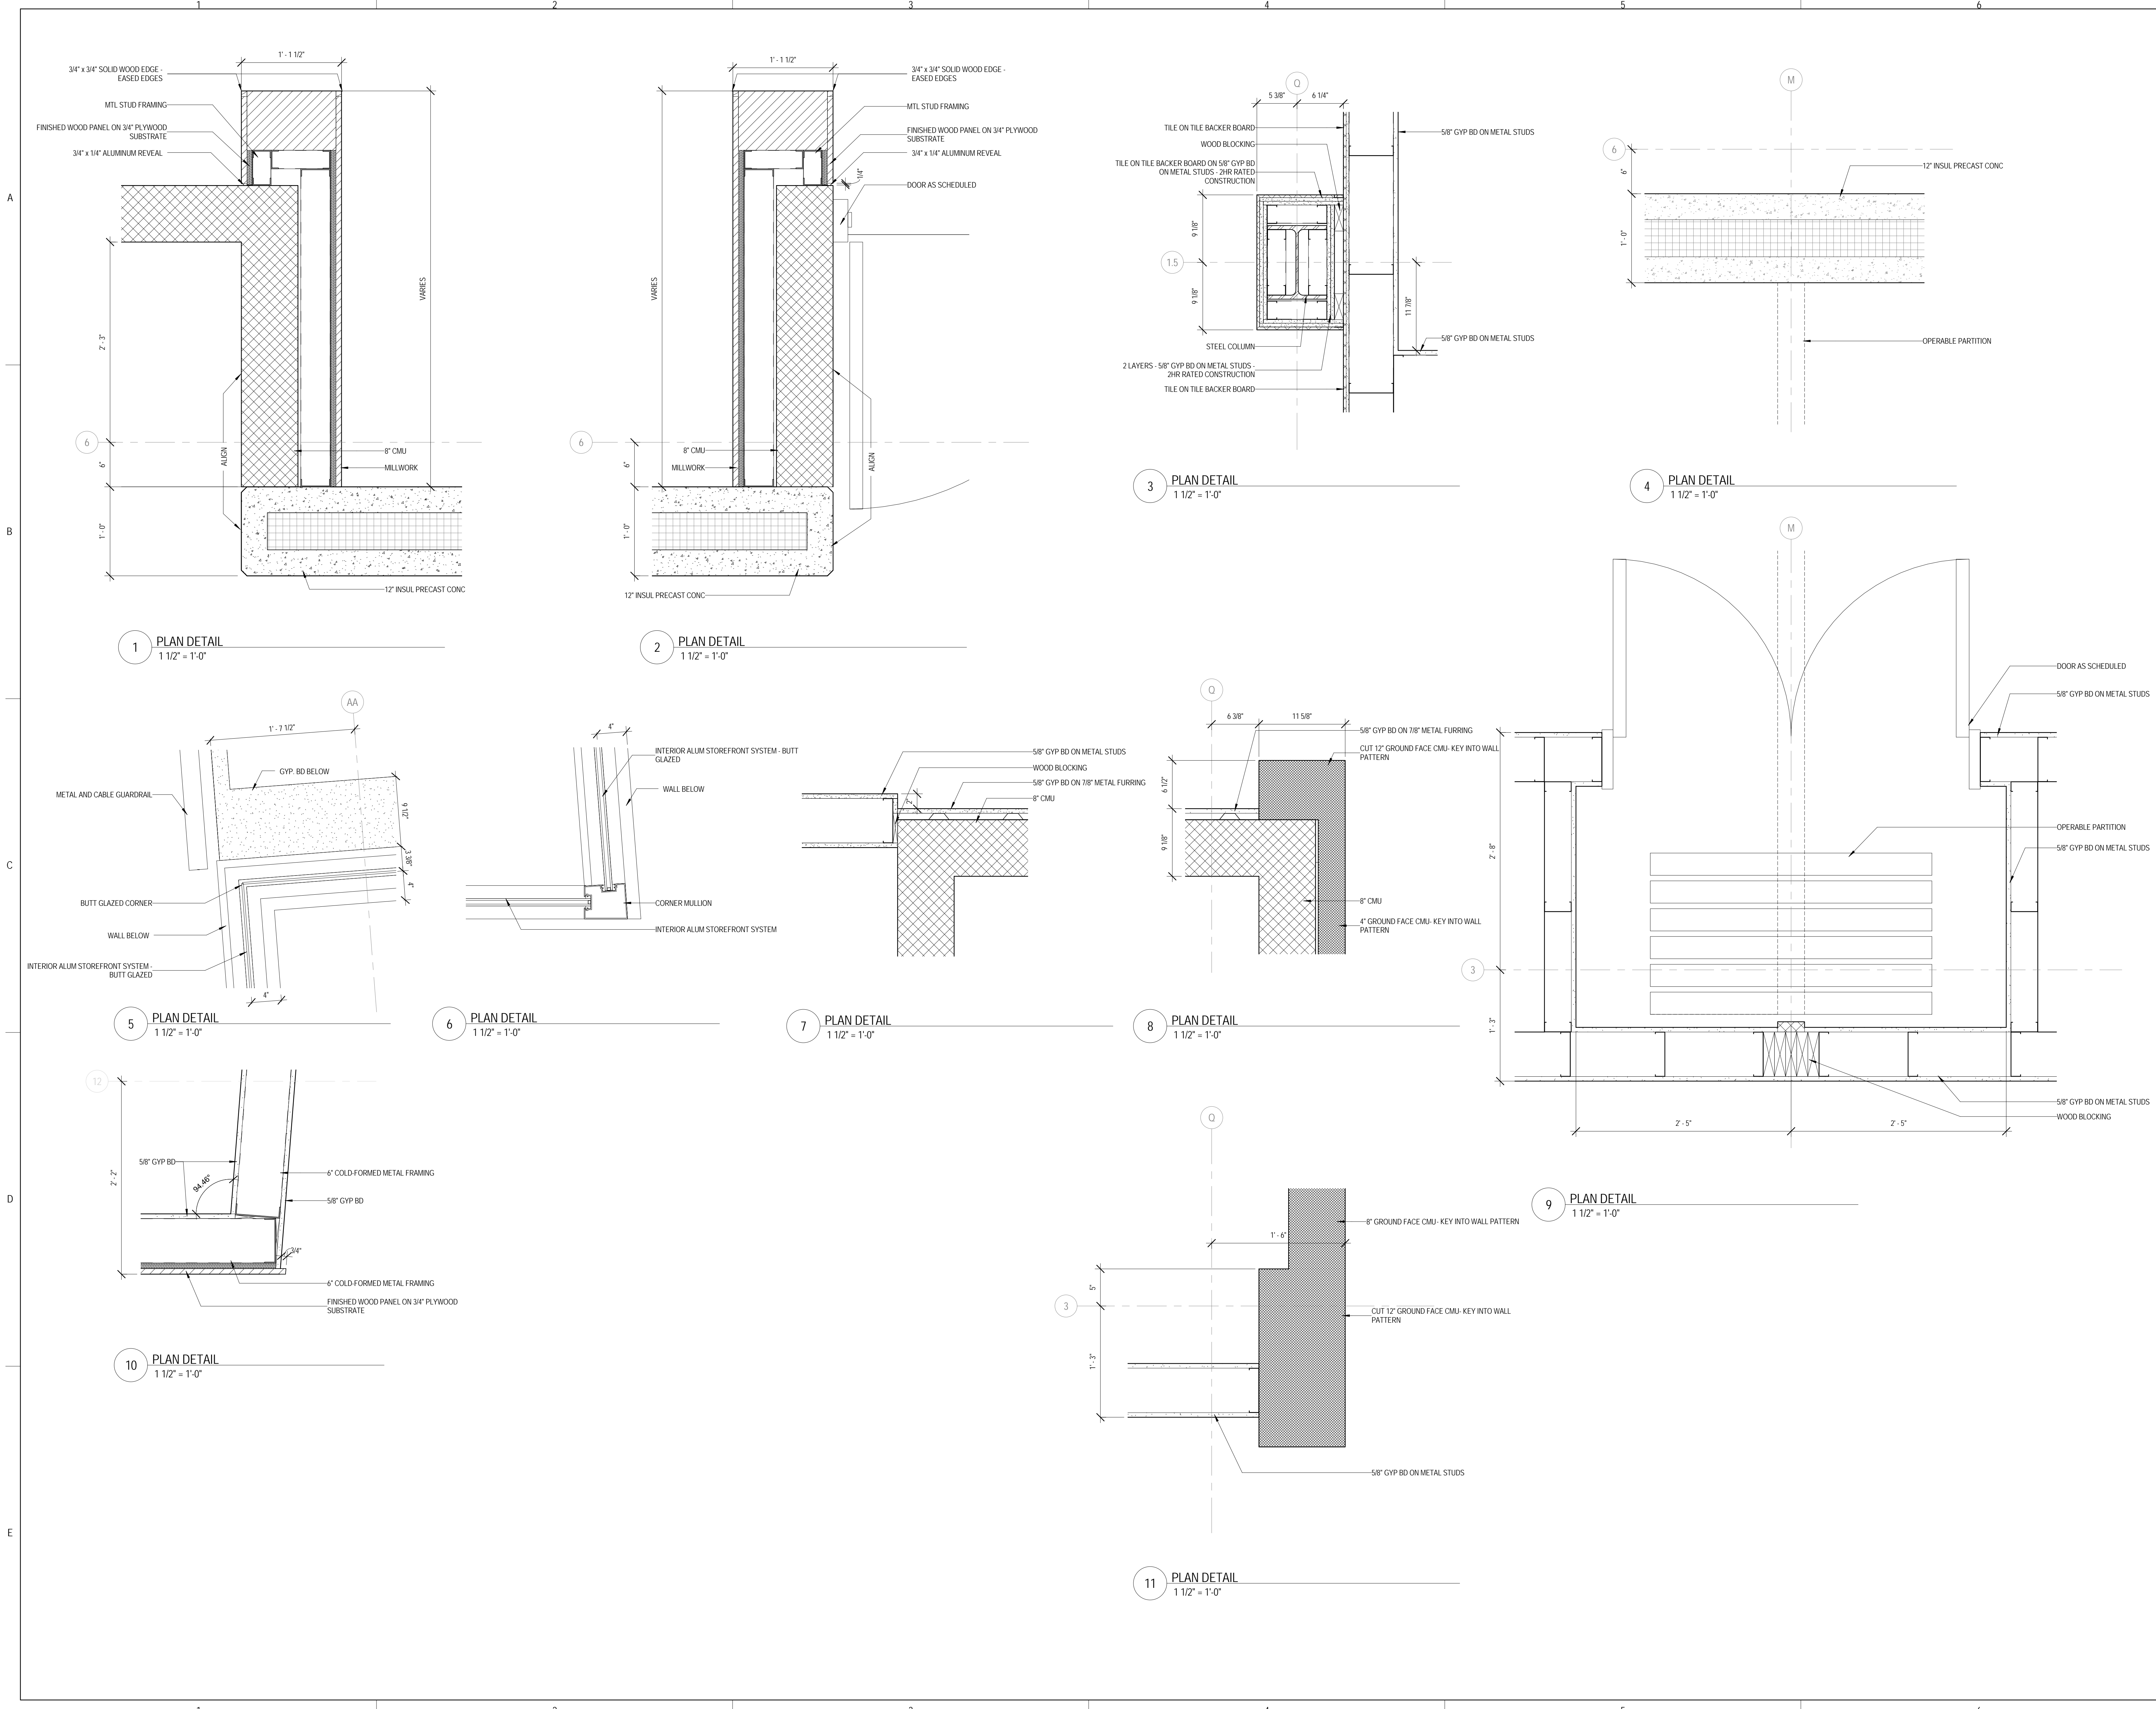 1
2
3
4
5
6
A
B
C
D
E
1' - 1 1/2"
3/4" x 3/4" SOLID WOOD EDGE -
EASED EDGES
MTL STUD FRAMING
FINISHED WOOD PANEL ON 3/4" PLYWOOD
SUBSTRATE
3/4" x 1/4" ALUMINUM REVEAL
2' - 3"
VARIES
6
6"
ALIGN
8" CMU
MILLWORK
1' - 0"
12" INSUL PRECAST CONC
1
PLAN DETAIL
1 1/2" = 1'-0"
1' - 1 1/2"
3/4" x 3/4" SOLID WOOD EDGE -
EASED EDGES
MTL STUD FRAMING
FINISHED WOOD PANEL ON 3/4" PLYWOOD
SUBSTRATE
3/4" x 1/4" ALUMINUM REVEAL
1/4"
DOOR AS SCHEDULED
VARIES
6
6"
8" CMU
MILLWORK
ALIGN
1' - 0"
12" INSUL PRECAST CONC
2
PLAN DETAIL
1 1/2" = 1'-0"
Q
5 3/8"
6 1/4"
TILE ON TILE BACKER BOARD
5/8" GYP BD ON METAL STUDS
WOOD BLOCKING
TILE ON TILE BACKER BOARD ON 5/8" GYP BD
ON METAL STUDS - 2HR RATED
CONSTRUCTION
9 1/8"
1.5
9 1/8"
11 7/8"
STEEL COLUMN
5/8" GYP BD ON METAL STUDS
2 LAYERS - 5/8" GYP BD ON METAL STUDS -
2HR RATED CONSTRUCTION
TILE ON TILE BACKER BOARD
3
PLAN DETAIL
1 1/2" = 1'-0"
M
6
6"
12" INSUL PRECAST CONC
1' - 0"
OPERABLE PARTITION
4
PLAN DETAIL
1 1/2" = 1'-0"
AA
1' - 7 1/2"
GYP. BD BELOW
METAL AND CABLE GUARDRAIL
9 1/2"
3 3/8"
4"
BUTT GLAZED CORNER
WALL BELOW
INTERIOR ALUM STOREFRONT SYSTEM -
BUTT GLAZED
4"
5
PLAN DETAIL
1 1/2" = 1'-0"
4"
INTERIOR ALUM STOREFRONT SYSTEM - BUTT
GLAZED
WALL BELOW
CORNER MULLION
INTERIOR ALUM STOREFRONT SYSTEM
6
PLAN DETAIL
1 1/2" = 1'-0"
5/8" GYP BD ON METAL STUDS
WOOD BLOCKING
5/8" GYP BD ON 7/8" METAL FURRING
2"
8" CMU
7
PLAN DETAIL
1 1/2" = 1'-0"
Q
6 3/8"
11 5/8"
5/8" GYP BD ON 7/8" METAL FURRING
CUT 12" GROUND FACE CMU- KEY INTO WALL
PATTERN
6 1/2"
9 1/8"
8" CMU
4" GROUND FACE CMU- KEY INTO WALL
PATTERN
8
PLAN DETAIL
1 1/2" = 1'-0"
M
DOOR AS SCHEDULED
5/8" GYP BD ON METAL STUDS
OPERABLE PARTITION
5/8" GYP BD ON METAL STUDS
2' - 8"
3
1' - 3"
5/8" GYP BD ON METAL STUDS
WOOD BLOCKING
2' - 5"
2' - 5"
9
PLAN DETAIL
1 1/2" = 1'-0"
12
5/8" GYP BD
6" COLD-FORMED METAL FRAMING
2' - 2"
94.46°
5/8" GYP BD
3/4"
6" COLD-FORMED METAL FRAMING
FINISHED WOOD PANEL ON 3/4" PLYWOOD
SUBSTRATE
10
PLAN DETAIL
1 1/2" = 1'-0"
Q
8" GROUND FACE CMU- KEY INTO WALL PATTERN
1' - 6"
5"
3
CUT 12" GROUND FACE CMU- KEY INTO WALL
PATTERN
1' - 3"
5/8" GYP BD ON METAL STUDS
11
PLAN DETAIL
1 1/2" = 1'-0"